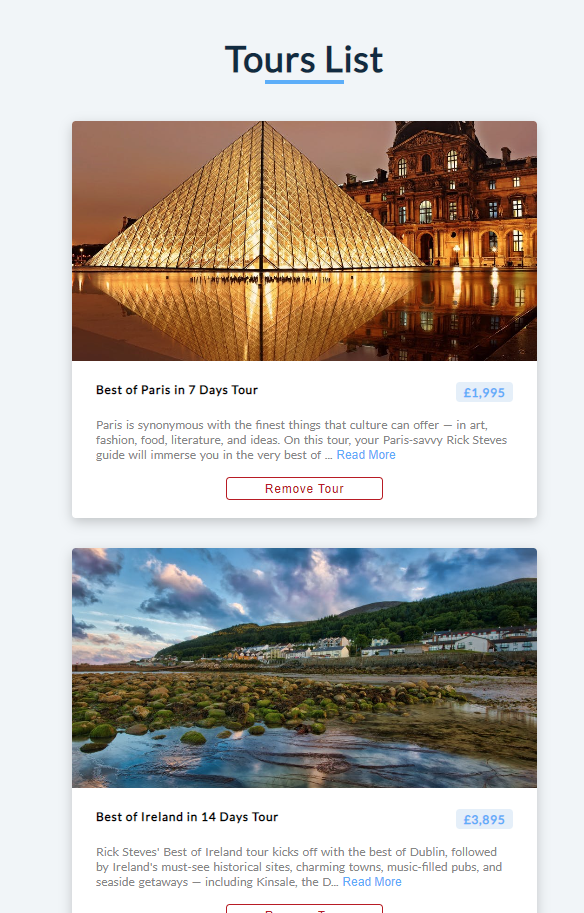 Tours List
Best of Paris in 7 Days Tour
£1,995
Paris is synonymous with the finest things that culture can offer — in art,
fashion, food, literature, and ideas. On this tour, your Paris-savvy Rick Steves
guide will immerse you in the very best of ... Read More
Remove Tour
Best of Ireland in 14 Days Tour
£3,895
Rick Steves' Best of Ireland tour kicks off with the best of Dublin, followed
by Ireland's must-see historical sites, charming towns, music-filled pubs, and
seaside getaways — including Kinsale, the D... Read More